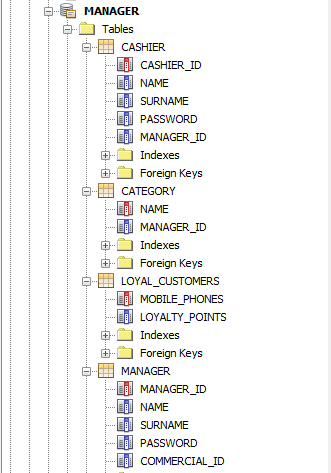 MANAGER
Tables
CASHIER
CASHIER_ID
NAME
SURNAME
PASSWORD
MANAGER_ID
Indexes
Foreign Keys
CATEGORY
NAME
MANAGER_ID
Indexes
Foreign Keys
LOYAL_CUSTOMERS
MOBILE_PHONES
LOYALTY_POINTS
Indexes
Foreign Keys
MANAGER
MANAGER_ID
NAME
SURNAME
PASSWORD
COMMERCIAL_ID